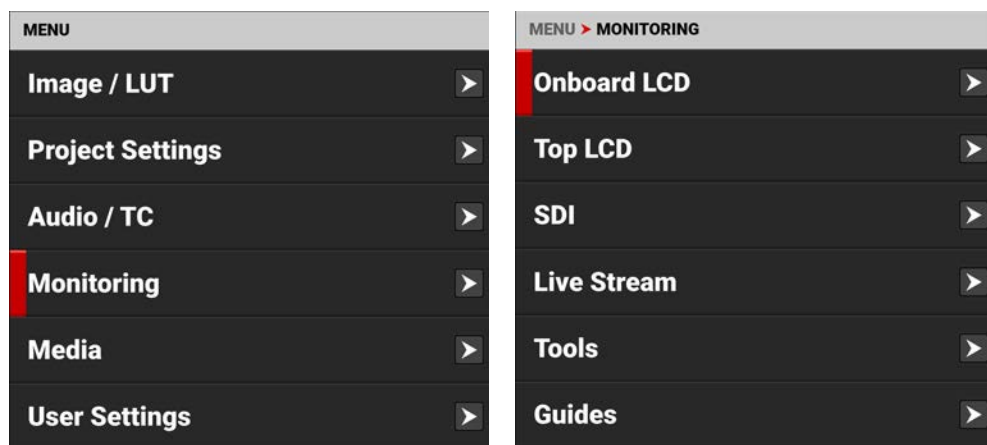 MENU
Image / LUT
Project Settings
Audio / TC
Monitoring
Media
User Settings
MENU > MONITORING
Onboard LCD
Top LCD
SDI
Live Stream
Tools
Guides